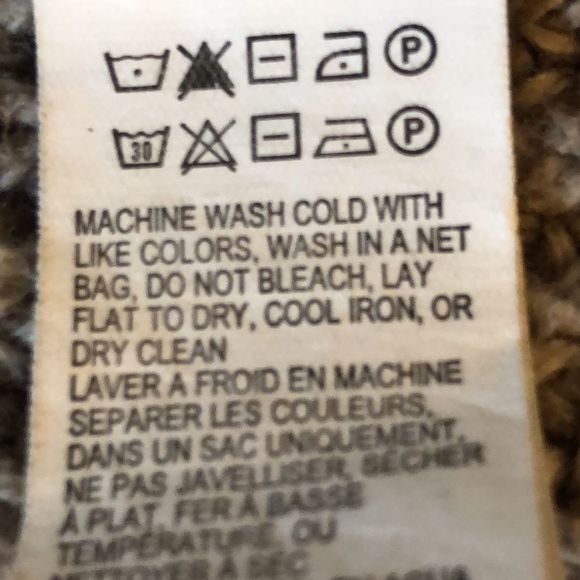 P
30 P
MACHINE WASH COLD WITH
LIKE COLORS, WASH IN A NET
BAG, DO NOT BLEACH, LAY
FLAT TO DRY, COOL IRON, OR
DRY CLEAN
LAVER A FROID EN MACHINE
SEPARER LES COULEURS,
DANS UN SAC UNIQUEMENT,
NE PAS JAVELLISER, SÉCHER
À PLAT, FER À BASSE
TEMPÉRATURE, OU
NETTOYER À SEC